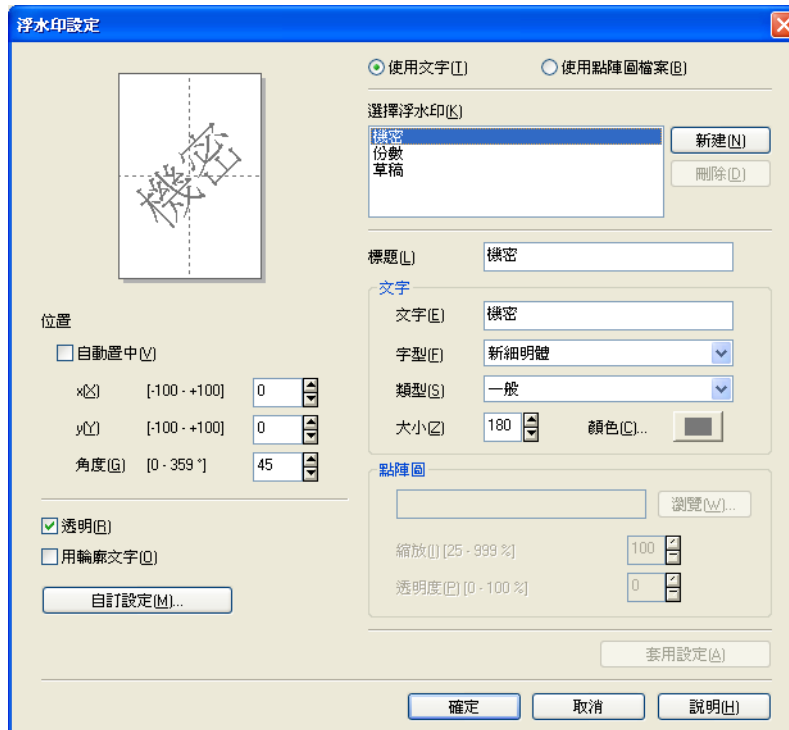 浮水印設定
機密
位置
自動置中(V)
x(X) [-100 - +100] 0
y(Y) [-100 - +100] 0
角度(G) [0 - 359 °] 45
透明(R)
用輪廓文字(O)
自訂設定(M)...
使用文字(T) 使用點陣圖檔案(B)
選擇浮水印(K)
機密
份數
草稿
新建(N)
刪除(D)
標題(L) 機密
文字
文字(E) 機密
字型(F) 新細明體
類型(S) 一般
大小(Z) 180 顏色(C)...
點陣圖
瀏覽(W)...
縮放(I) [25 - 999 %] 100
透明度(P) [0 - 100 %] 0
套用設定(A)
確定 取消 說明(H)